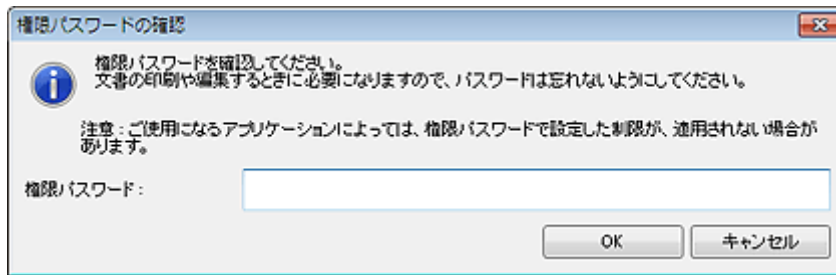 権限パスワードの確認
権限パスワードを確認してください。
文書の印刷や編集するときに必要になりますので、パスワードは忘れないようにしてください。
注意：ご使用になるアプリケーションによっては、権限パスワードで設定した制限が、適用されない場合が
あります。
権限パスワード：
OK
キャンセル